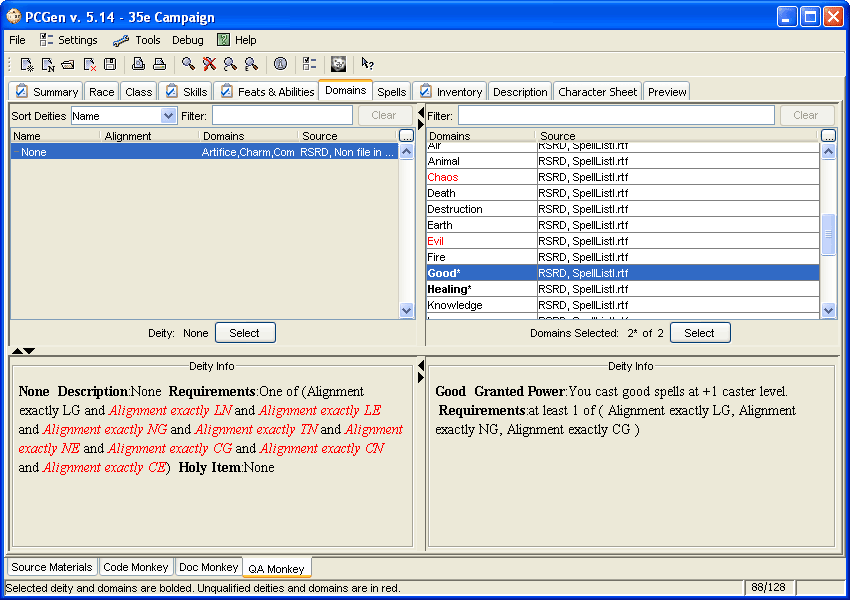 PCGen v. 5.14 - 35e Campaign
File Settings Tools Debug Help
Summary Race Class Skills Feats & Abilities Domains Spells Inventory Description Character Sheet Preview
Sort Deities Name Filter: Clear
Filter: Clear
Name Alignment Domains Source ...
Domains Source ...
None Artifice,Charm,Com RSRD, Non file in ...
Air RSRD, SpellListI.rtf
Animal RSRD, SpellListI.rtf
Chaos RSRD, SpellListI.rtf
Death RSRD, SpellListI.rtf
Destruction RSRD, SpellListI.rtf
Earth RSRD, SpellListI.rtf
Evil RSRD, SpellListI.rtf
Fire RSRD, SpellListI.rtf
Good* RSRD, SpellListI.rtf
Healing* RSRD, SpellListI.rtf
Knowledge RSRD, SpellListI.rtf
Deity: None Select
Domains Selected: 2* of 2 Select
Deity Info
None Description:None Requirements:One of (Alignment
exactly LG and Alignment exactly LN and Alignment exactly LE
and Alignment exactly NG and Alignment exactly TN and Alignment
exactly NE and Alignment exactly CG and Alignment exactly CN
and Alignment exactly CE) Holy Item:None
Deity Info
Good Granted Power:You cast good spells at +1 caster level.
Requirements:at least 1 of ( Alignment exactly LG, Alignment
exactly NG, Alignment exactly CG )
Source Materials Code Monkey Doc Monkey QA Monkey
Selected deity and domains are bolded. Unqualified deities and domains are in red. 88/128